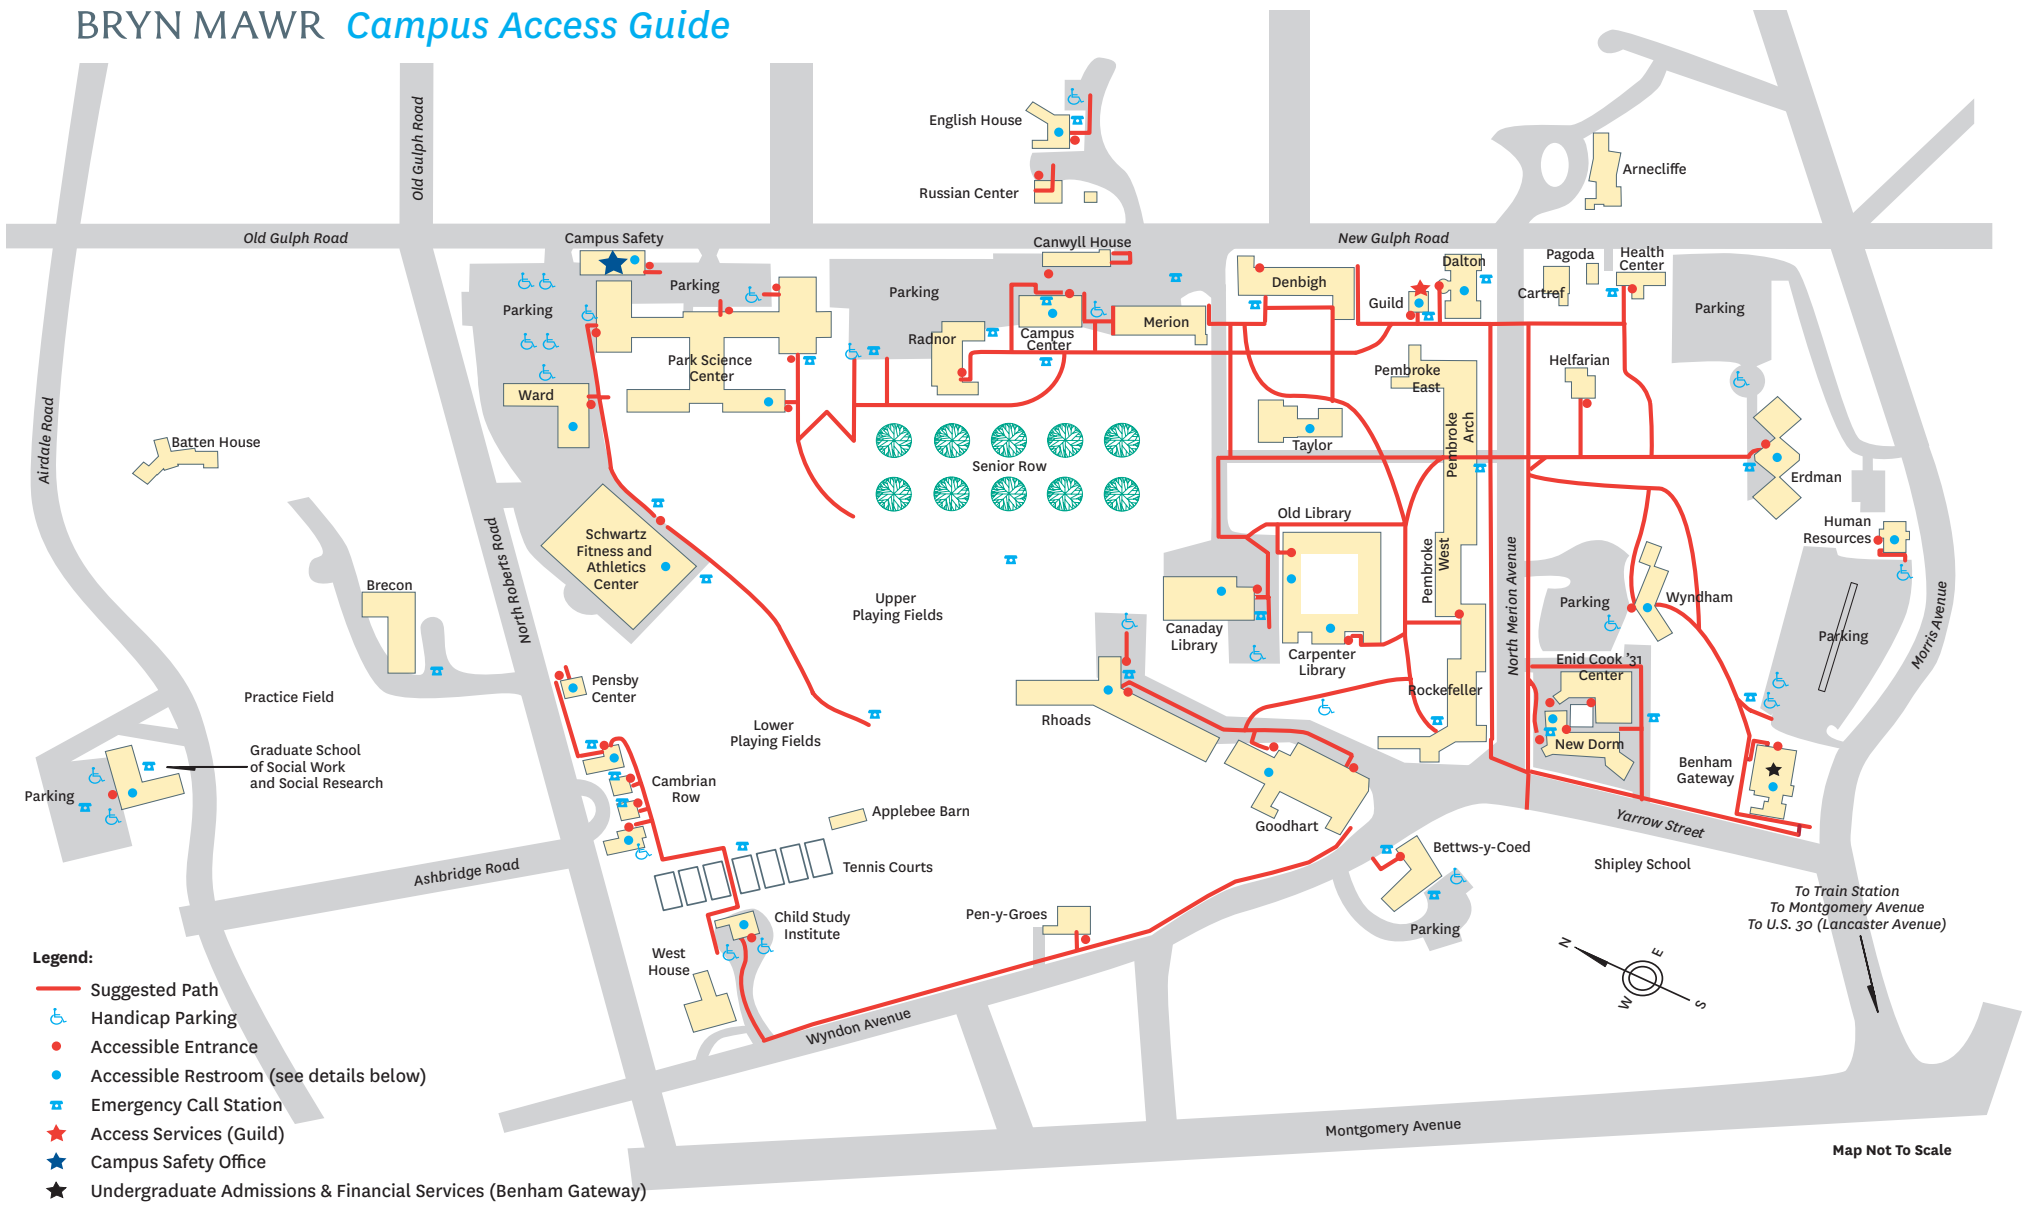 BRYN MAWR Campus Access Guide
Old Gulph Road
English House
Russian Center
Arnecliffe
Old Gulph Road
Campus Safety
Canwyll House
New Gulph Road
Pagoda
Health
Center
Dalton
Parking
Parking
Parking
Denbigh
Guild
Cartref
Parking
Merion
Campus
Center
Radnor
Park Science
Center
Ward
Pembroke
East
Helfarian
Pembroke
Arch
Taylor
Airdale Road
Batten House
Senior Row
Erdman
North Roberts Road
Schwartz
Fitness and
Athletics
Center
Old Library
Human
Resources
Pembroke
West
North Merion Avenue
Brecon
Upper
Playing Fields
Canaday
Library
Carpenter
Library
Parking
Wyndham
Parking
Morris Avenue
Enid Cook ’31
Center
Practice Field
Pensby
Center
Rhoads
Rockefeller
Lower
Playing Fields
New Dorm
Graduate School
of Social Work
and Social Research
Parking
Cambrian
Row
Benham
Gateway
Applebee Barn
Goodhart
Yarrow Street
Bettws-y-Coed
Shipley School
Ashbridge Road
Tennis Courts
To Train Station
To Montgomery Avenue
To U.S. 30 (Lancaster Avenue)
Child Study
Institute
Pen-y-Groes
Parking
West
House
N
E
W
S
Wyndon Avenue
Montgomery Avenue
Map Not To Scale
Legend:
Suggested Path
Handicap Parking
Accessible Entrance
Accessible Restroom (see details below)
Emergency Call Station
Access Services (Guild)
Campus Safety Office
Undergraduate Admissions & Financial Services (Benham Gateway)